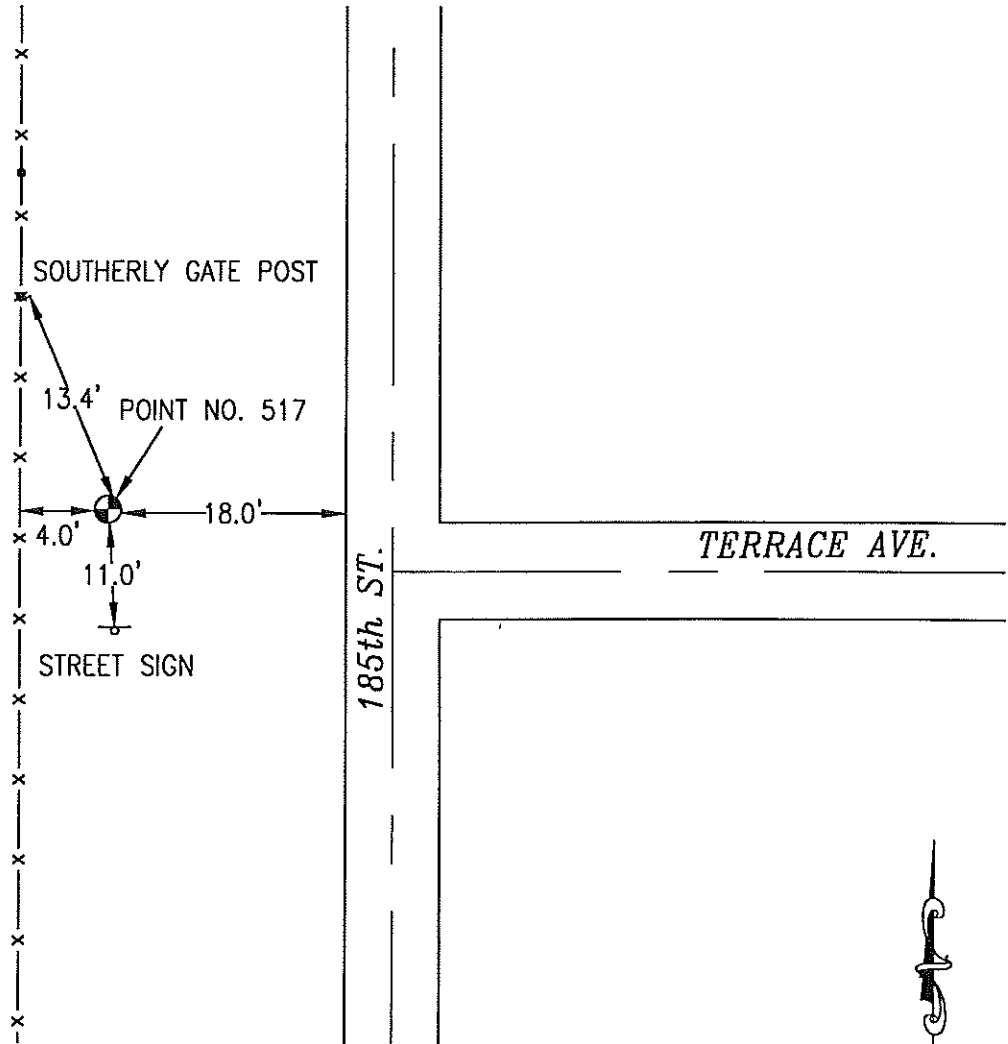 SOUTHERLY GATE POST
13.4'
POINT NO. 517
4.0'
18.0'
11.0'
STREET SIGN
185th ST.
TERRACE AVE.